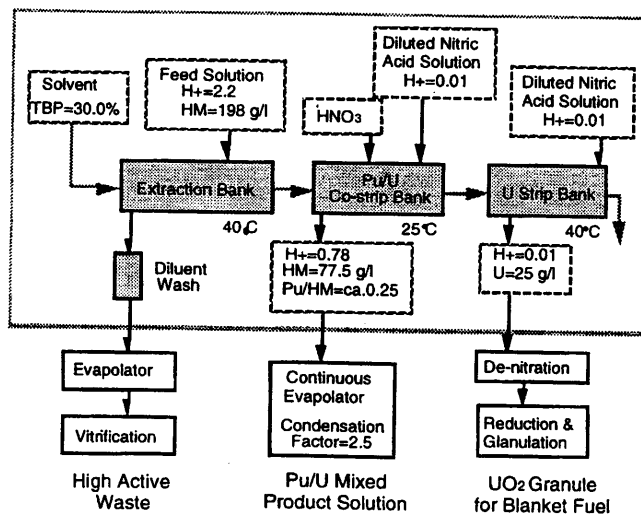 Solvent
TBP=30.0%
Feed Solution
H+=2.2
HM=198 g/l
HNO3
Diluted Nitric
Acid Solution
H+=0.01
Diluted Nitric
Acid Solution
H+=0.01
Extraction Bank
40°C
Pu/U
Co-strip Bank
25°C
U Strip Bank
40°C
Diluent
Wash
H+=0.78
HM=77.5 g/l
Pu/HM=ca.0.25
H+=0.01
U=25 g/l
Evaporator
Vitrification
Continuous
Evaporator
Condensation
Factor=2.5
De-nitration
Reduction &
Glanulation
High Active
Waste
Pu/U Mixed
Product Solution
UO2 Granule
for Blanket Fuel